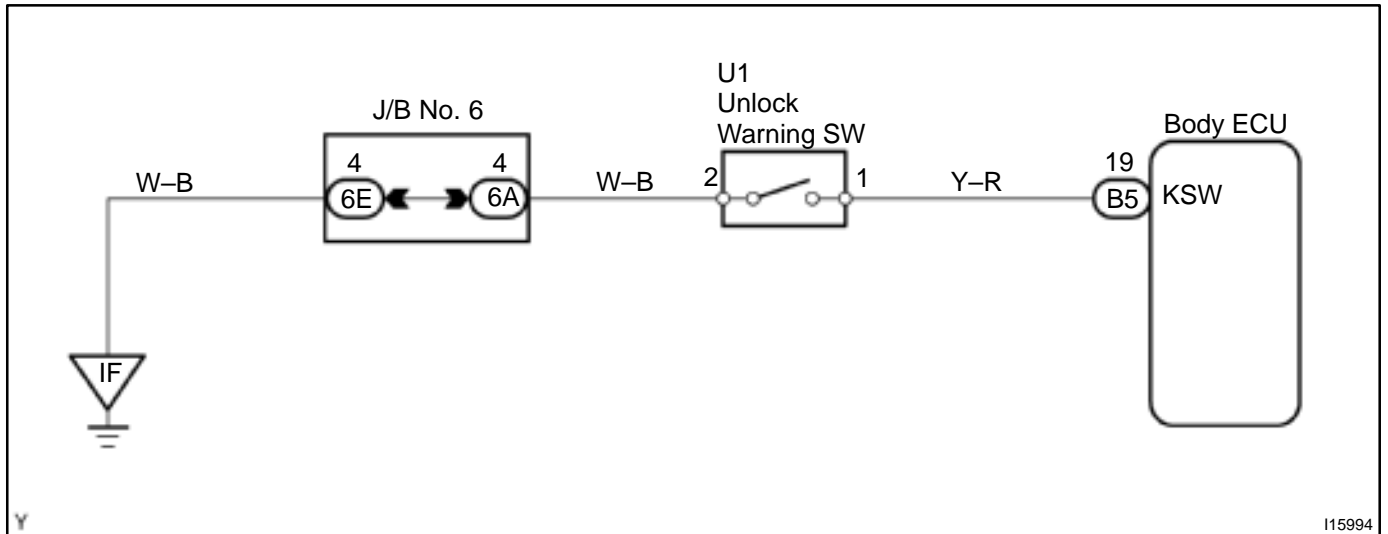 U1
Unlock
Warning SW
J/B No. 6
Body ECU
4
4
19
W–B
6E
6A
W–B
2
1
Y–R
B5
KSW
IF
Y
I15994